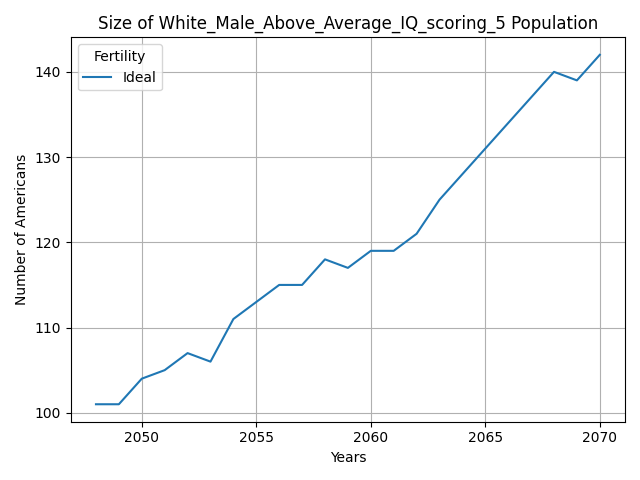 Size of White_Male_Above_Average_IQ_scoring_5 Population
Fertility
Ideal
Number of Americans
140
130
120
110
100
2050 2055 2060 2065 2070
Years